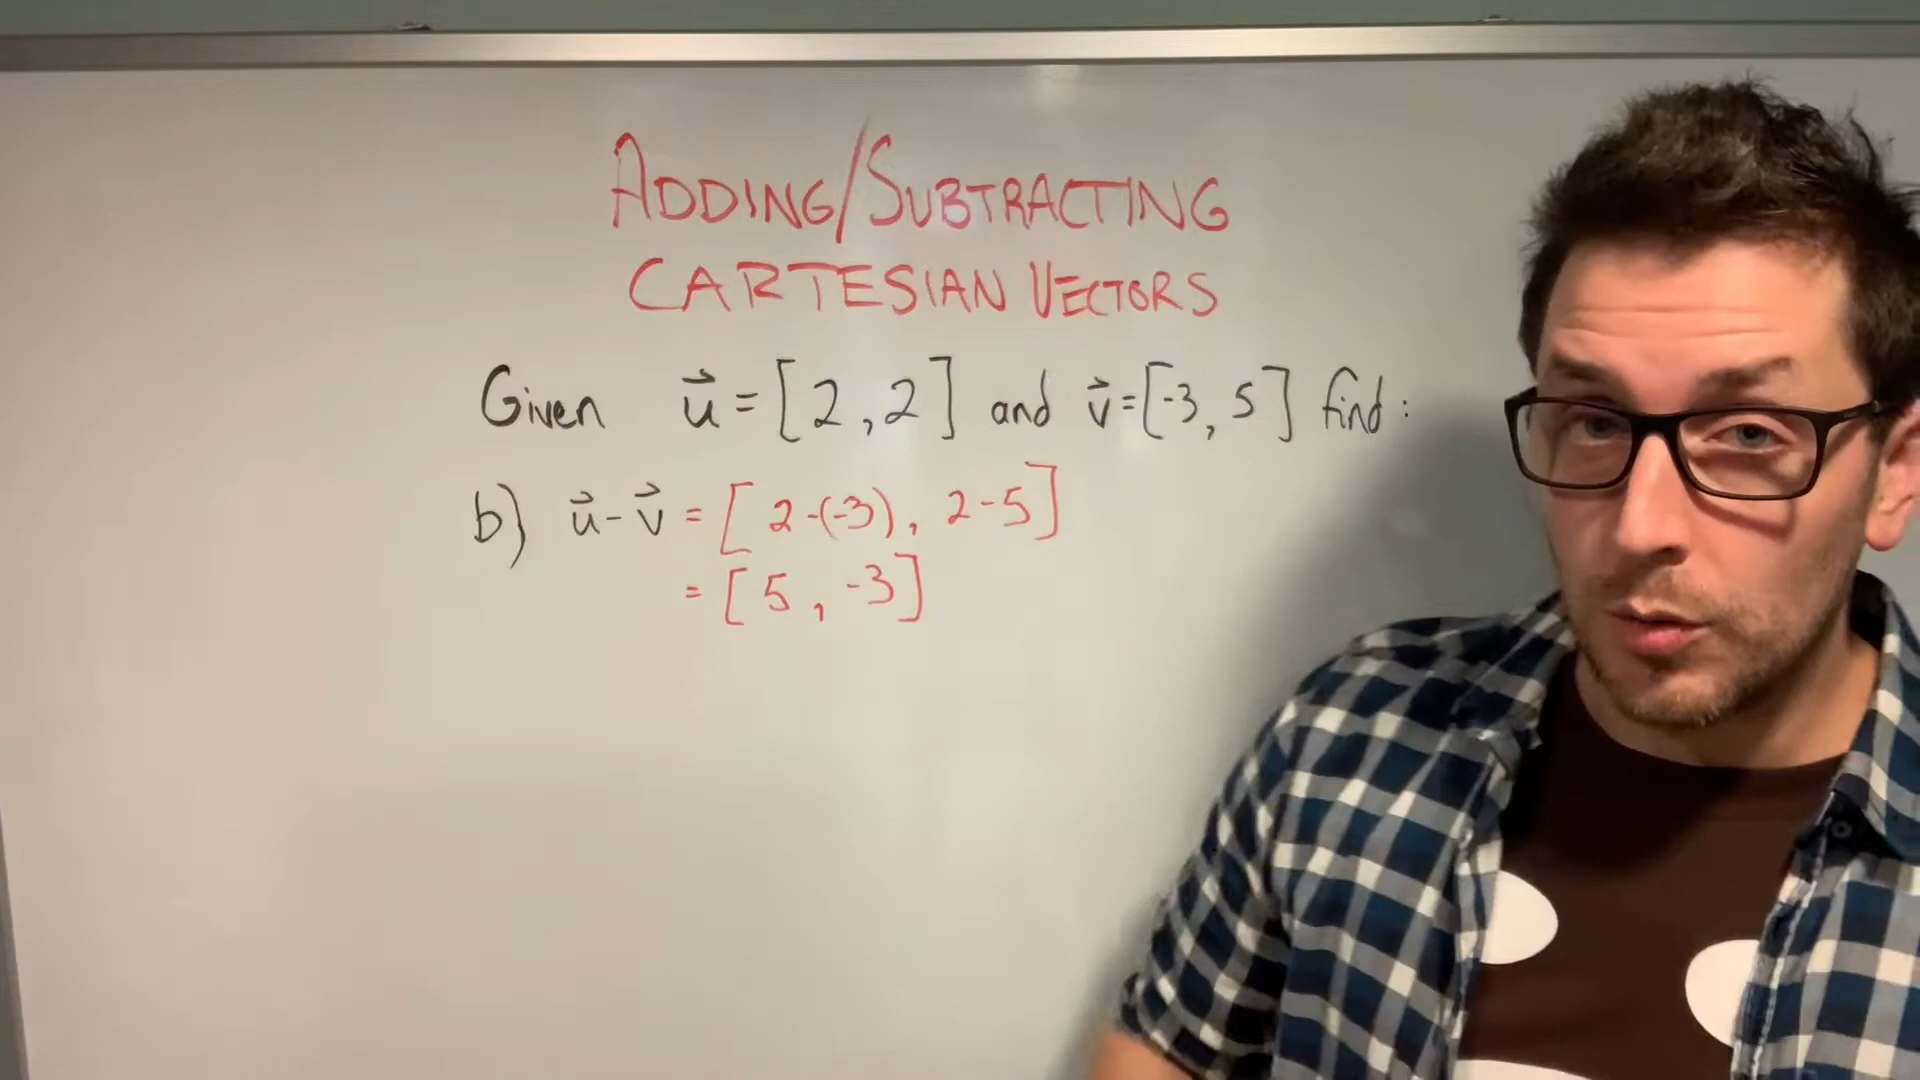 ADDING/SUBTRACTING
CARTESIAN VECTORS
Given u⃗ = [2, 2] and v⃗ = [-3, 5] find:
b) u⃗ - v⃗ = [2-(-3), 2-5]
= [5, -3]